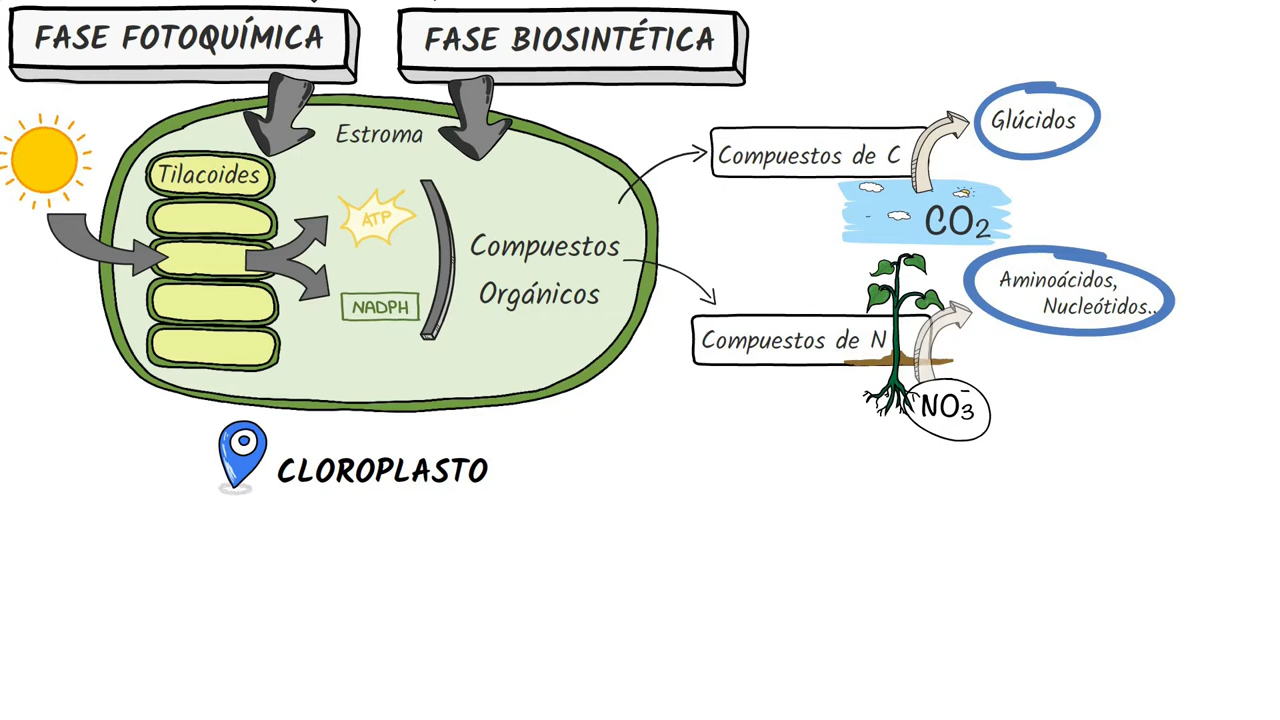 FASE FOTOQUÍMICA
FASE BIOSINTÉTICA
Estroma
Tilacoides
ATP
NADPH
Compuestos
Orgánicos
Compuestos de C
Glúcidos
CO₂
Compuestos de N
Aminoácidos,
Nucleótidos..
NO₃⁻
CLOROPLASTO